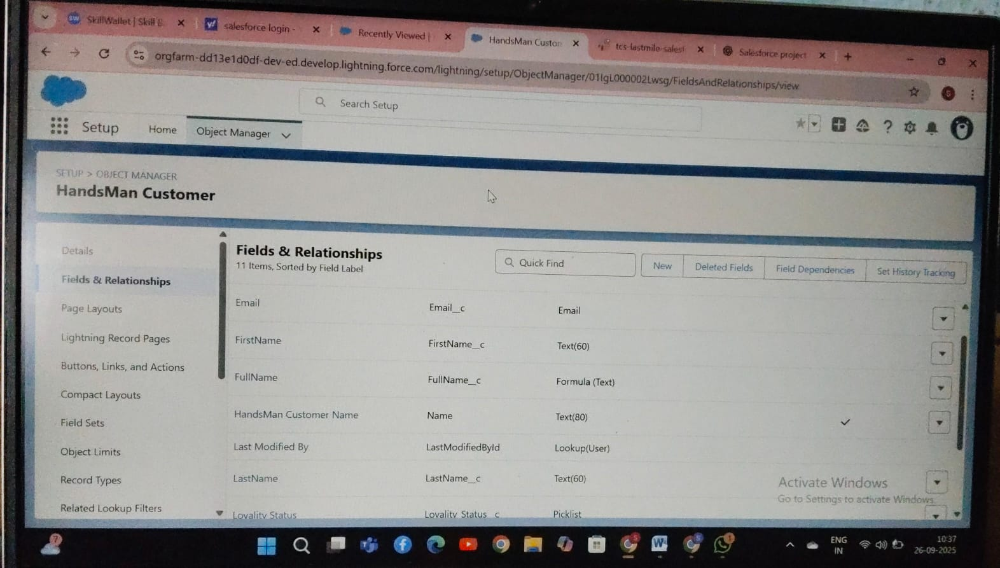 SW SkillWallet | Skill &
salesforce login -
Recently Viewed |
HandsMan Custon
tcs-lastmile-salesf
Salesforce project
orgfarm-dd13e1d0df-dev-ed.develop.lightning.force.com/lightning/setup/ObjectManager/01IgL000002Lwsg/FieldsAndRelationships/view
S
Search Setup
Setup
Home
Object Manager
SETUP > OBJECT MANAGER
HandsMan Customer
Details
Fields & Relationships
Page Layouts
Lightning Record Pages
Buttons, Links, and Actions
Compact Layouts
Field Sets
Object Limits
Record Types
Related Lookup Filters
Fields & Relationships
11 Items, Sorted by Field Label
Quick Find
New
Deleted Fields
Field Dependencies
Set History Tracking
Email Email__c Email
FirstName FirstName__c Text(60)
FullName FullName__c Formula (Text)
HandsMan Customer Name Name Text(80)
Last Modified By LastModifiedById Lookup(User)
LastName LastName__c Text(60)
Loyality Status Loyality_Status__c Picklist
Activate Windows
Go to Settings to activate Windows.
ENG
IN
10:37
26-09-2025